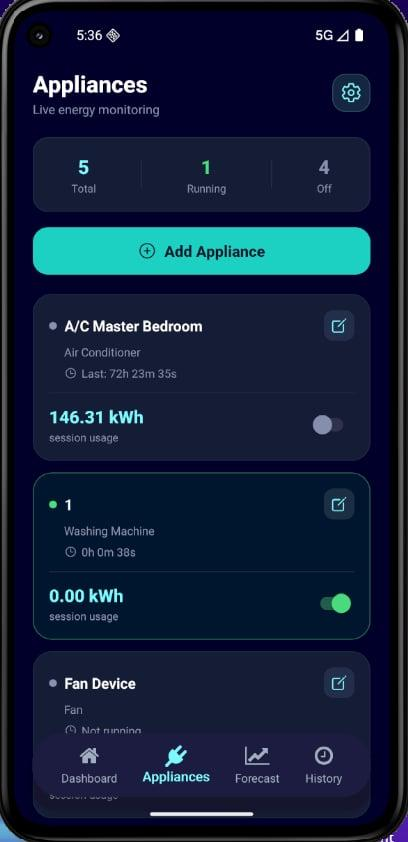 5:36
5G
Appliances
Live energy monitoring
5
1
4
Total
Running
Off
Add Appliance
A/C Master Bedroom
Air Conditioner
Last: 72h 23m 35s
146.31 kWh
session usage
1
Washing Machine
0h 0m 38s
0.00 kWh
session usage
Fan Device
Fan
Not running
Dashboard
Appliances
Forecast
History
session usage